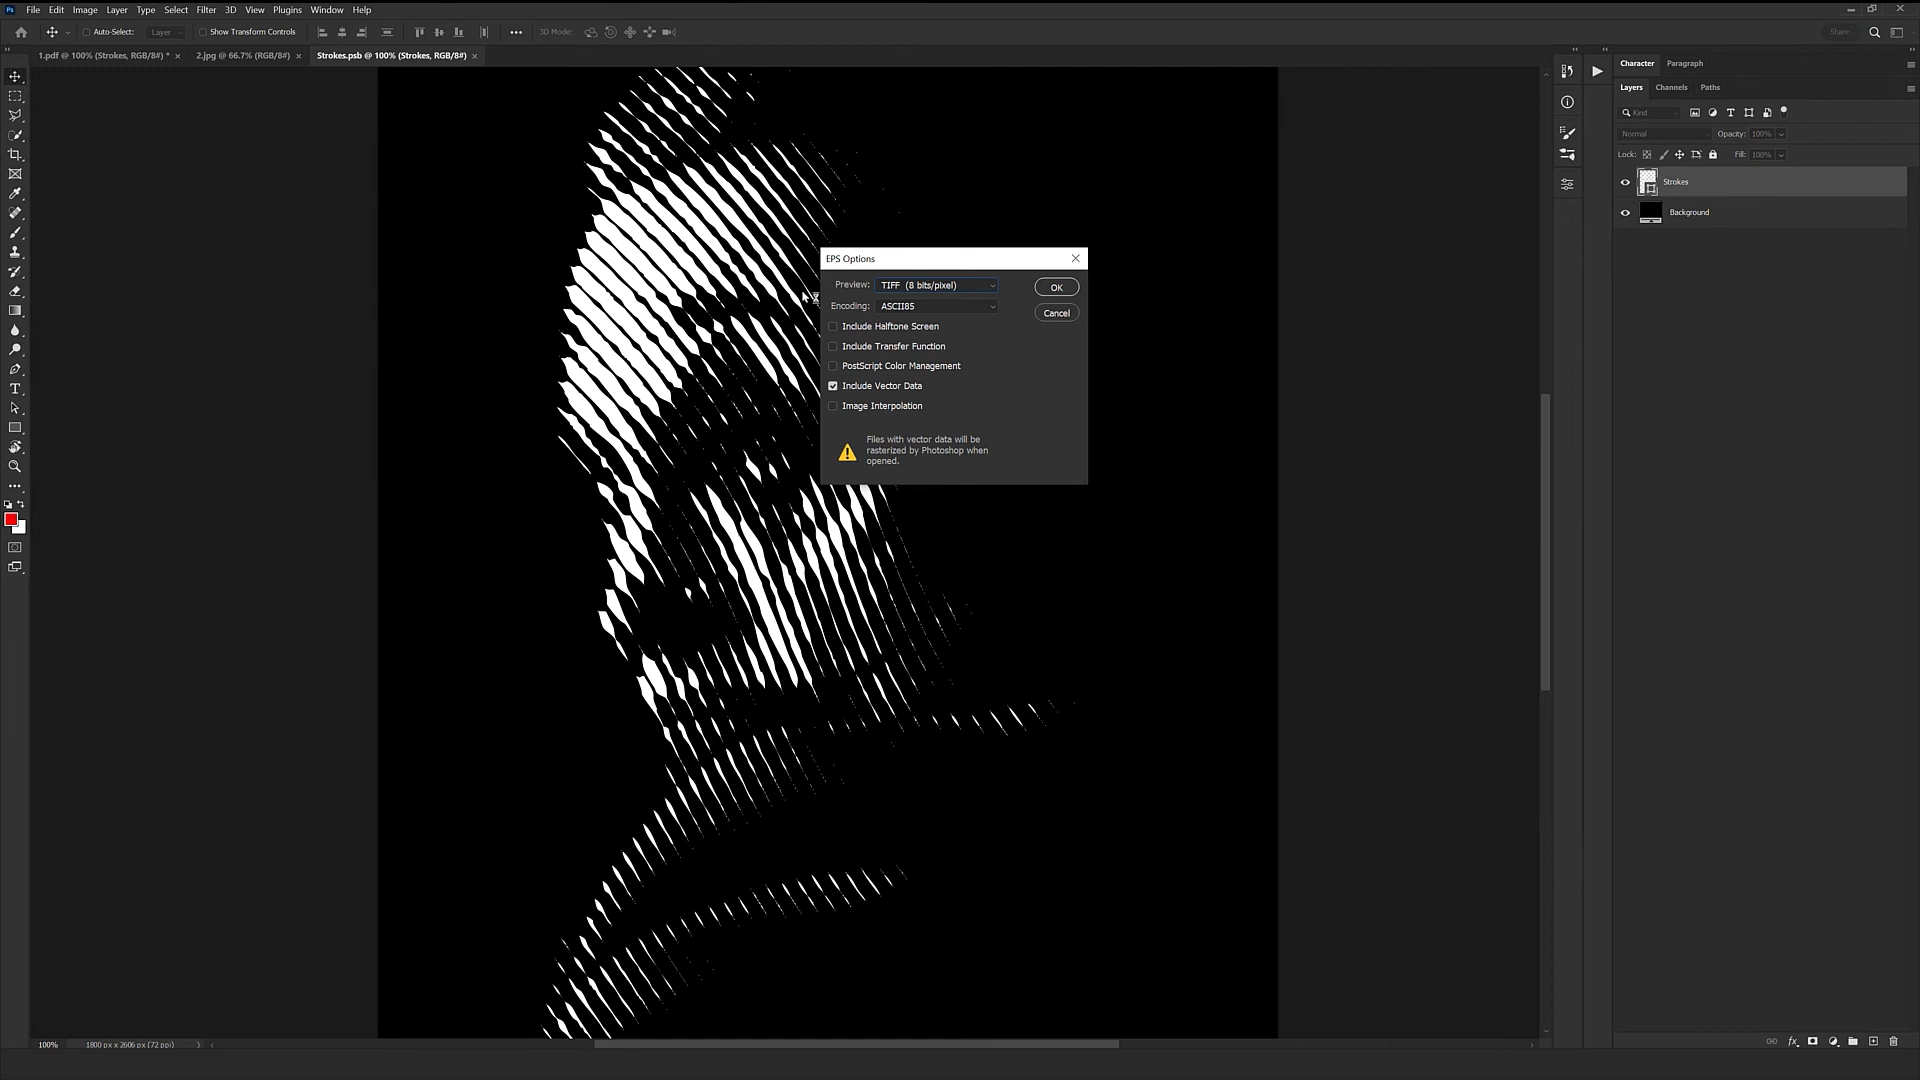 Ps File Edit Image Layer Type Select Filter 3D View Plugins Window Help
Auto-Select: Layer Show Transform Controls 3D Mode: Share
1.pdf @ 100% (Strokes, RGB/8#) * × 2.jpg @ 66.7% (RGB/8#) × Strokes.psb @ 100% (Strokes, RGB/8#) ×
Character Paragraph
Layers Channels Paths
Kind
Normal Opacity: 100%
Lock: Fill: 100%
Strokes
Background
EPS Options
Preview: TIFF (8 bits/pixel) OK
Encoding: ASCII85 Cancel
Include Halftone Screen
Include Transfer Function
PostScript Color Management
Include Vector Data
Image Interpolation
Files with vector data will be
rasterized by Photoshop when
opened.
100% 1800 px x 2606 px (72 ppi)